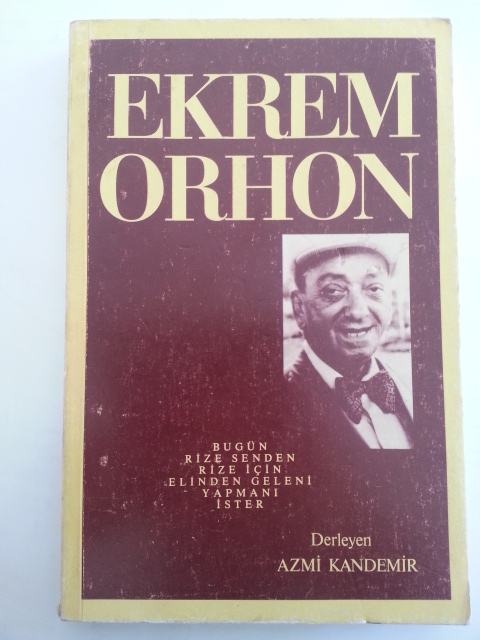 EKREM
ORHON
BUGÜN
RİZE SENDEN
RİZE İÇİN
ELİNDEN GELENİ
YAPMANI
İSTER
Derleyen
AZMİ KANDEMİR